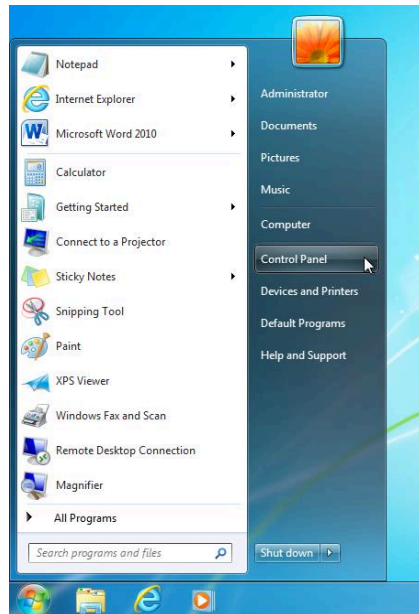 Notepad
Internet Explorer
Microsoft Word 2010
Calculator
Getting Started
Connect to a Projector
Sticky Notes
Snipping Tool
Paint
XPS Viewer
Windows Fax and Scan
Remote Desktop Connection
Magnifier
All Programs
Search programs and files
Administrator
Documents
Pictures
Music
Computer
Control Panel
Devices and Printers
Default Programs
Help and Support
Shut down